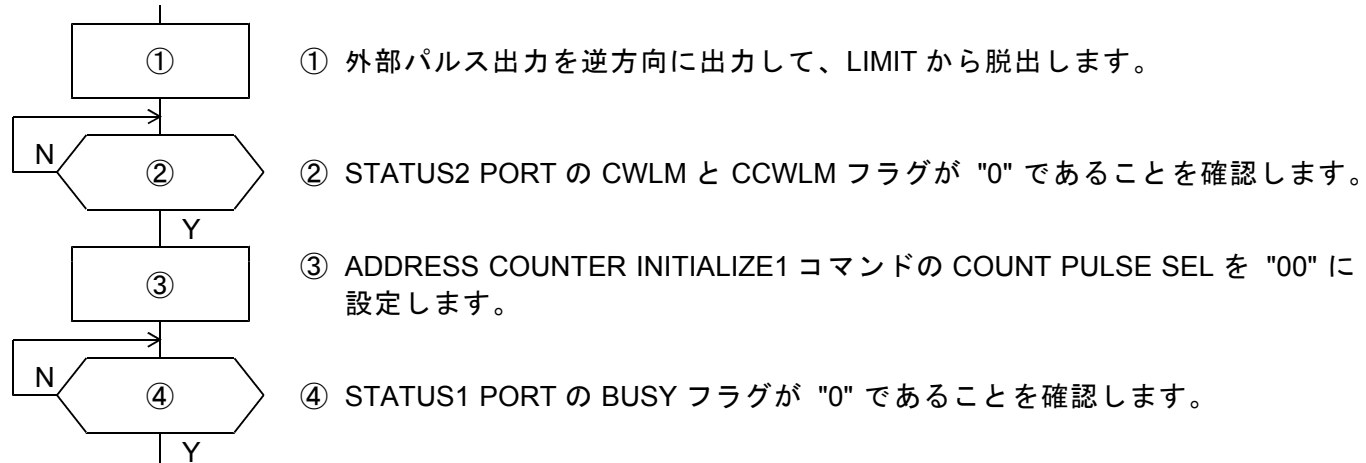 ①
① 外部パルス出力を逆方向に出力して、LIMIT から脱出します。
N
②
② STATUS2 PORT の CWLM と CCWLM フラグが "0" であることを確認します。
Y
③
③ ADDRESS COUNTER INITIALIZE1 コマンドの COUNT PULSE SEL を "00" に
設定します。
N
④
④ STATUS1 PORT の BUSY フラグが "0" であることを確認します。
Y